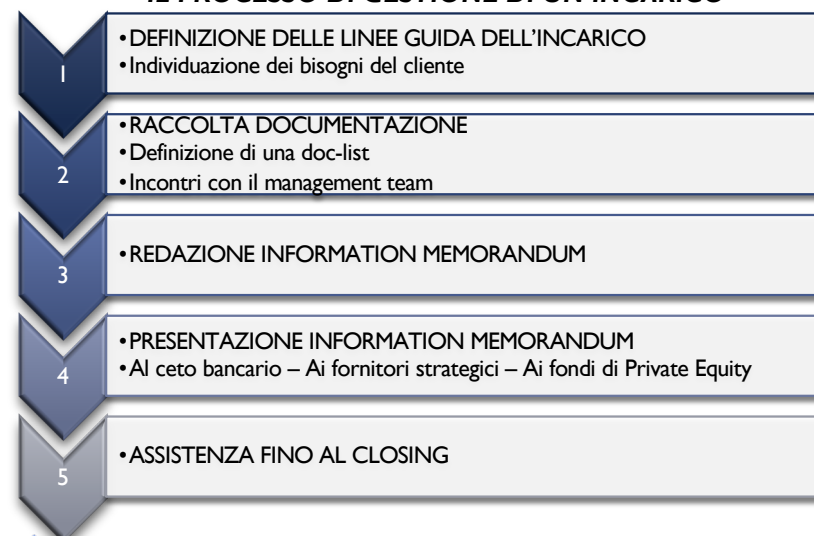 IL PROCESSO DI GESTIONE DI UN INCARICO
1
•DEFINIZIONE DELLE LINEE GUIDA DELL'INCARICO
•Individuazione dei bisogni del cliente
2
•RACCOLTA DOCUMENTAZIONE
•Definizione di una doc-list
•Incontri con il management team
3
•REDAZIONE INFORMATION MEMORANDUM
4
•PRESENTAZIONE INFORMATION MEMORANDUM
•Al ceto bancario – Ai fornitori strategici – Ai fondi di Private Equity
5
•ASSISTENZA FINO AL CLOSING